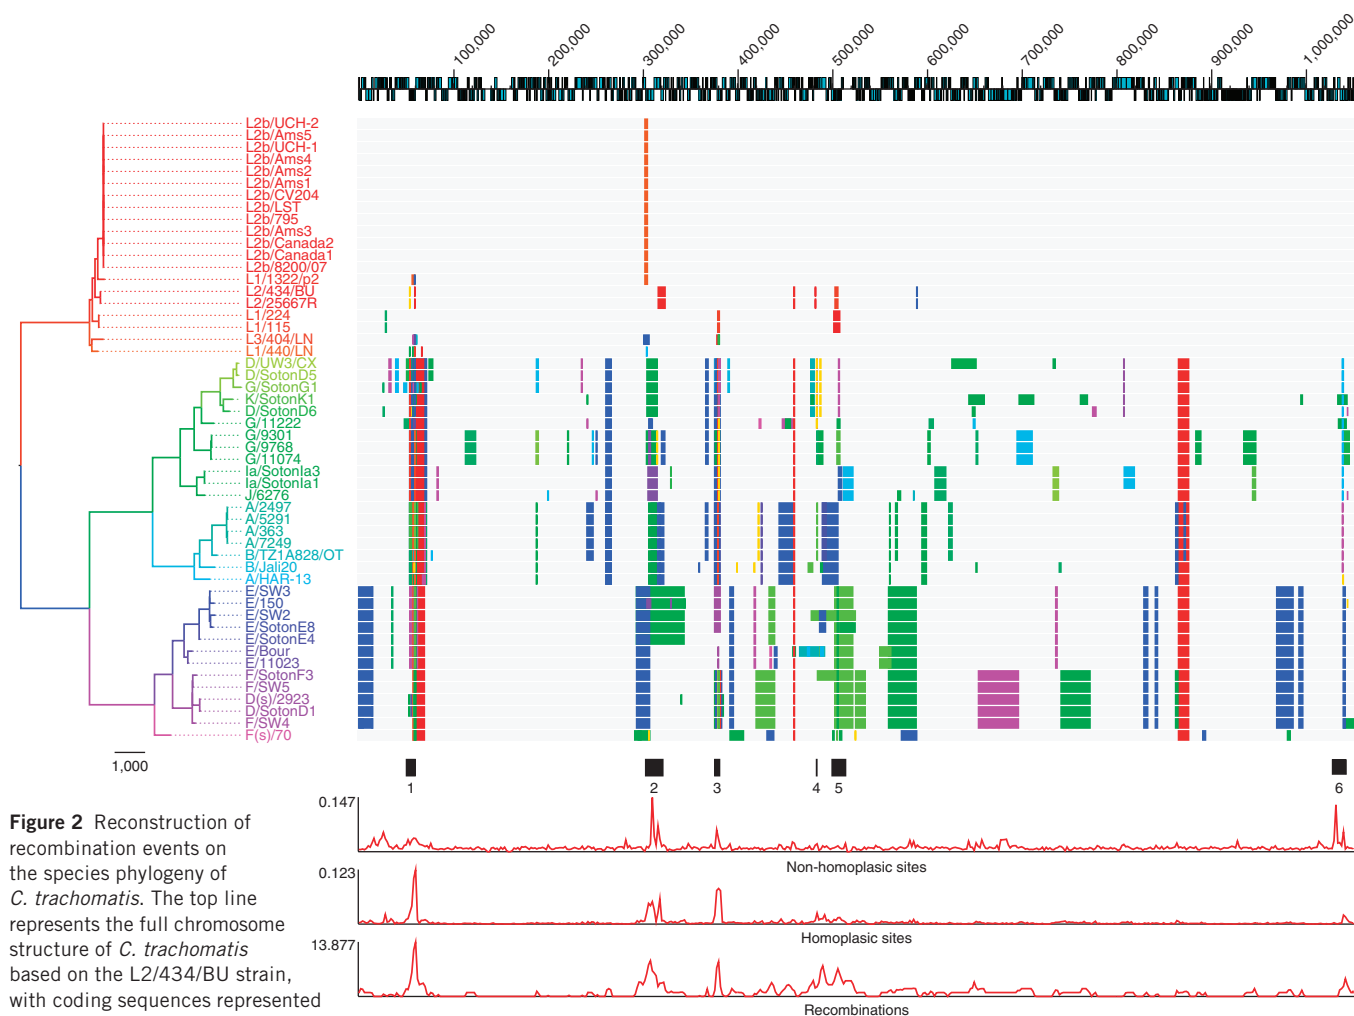 100,000
200,000
300,000
400,000
500,000
600,000
700,000
800,000
900,000
1,000,000
L2b/UCH-2
L2b/Ams5
L2b/UCH-1
L2b/Ams4
L2b/Ams2
L2b/Ams1
L2b/CV204
L2b/LST
L2b/795
L2b/Ams3
L2b/Canada2
L2b/Canada1
L2b/8200/07
L1/1322/p2
L2/434/BU
L2/25667R
L1/224
L1/115
L3/404/LN
L1/440/LN
D/UW3/CX
D/SotonD5
G/SotonG1
K/SotonK1
D/SotonD6
G/11222
G/9301
G/9768
G/11074
Ia/SotonIa3
Ia/SotonIa1
J/6276
A/2497
A/5291
A/363
A/7249
B/TZ1A828/OT
B/Jali20
A/HAR-13
E/SW3
E/150
E/SW2
E/SotonE8
E/SotonE4
E/Bour
E/11023
F/SotonF3
F/SW5
D(s)/2923
D/SotonD1
F/SW4
F(s)/70
1,000
1
2
3
4
5
6
0.147
Non-homoplasic sites
0.123
Homoplasic sites
13.877
Recombinations
Figure 2 Reconstruction of
recombination events on
the species phylogeny of
C. trachomatis. The top line
represents the full chromosome
structure of C. trachomatis
based on the L2/434/BU strain,
with coding sequences represented